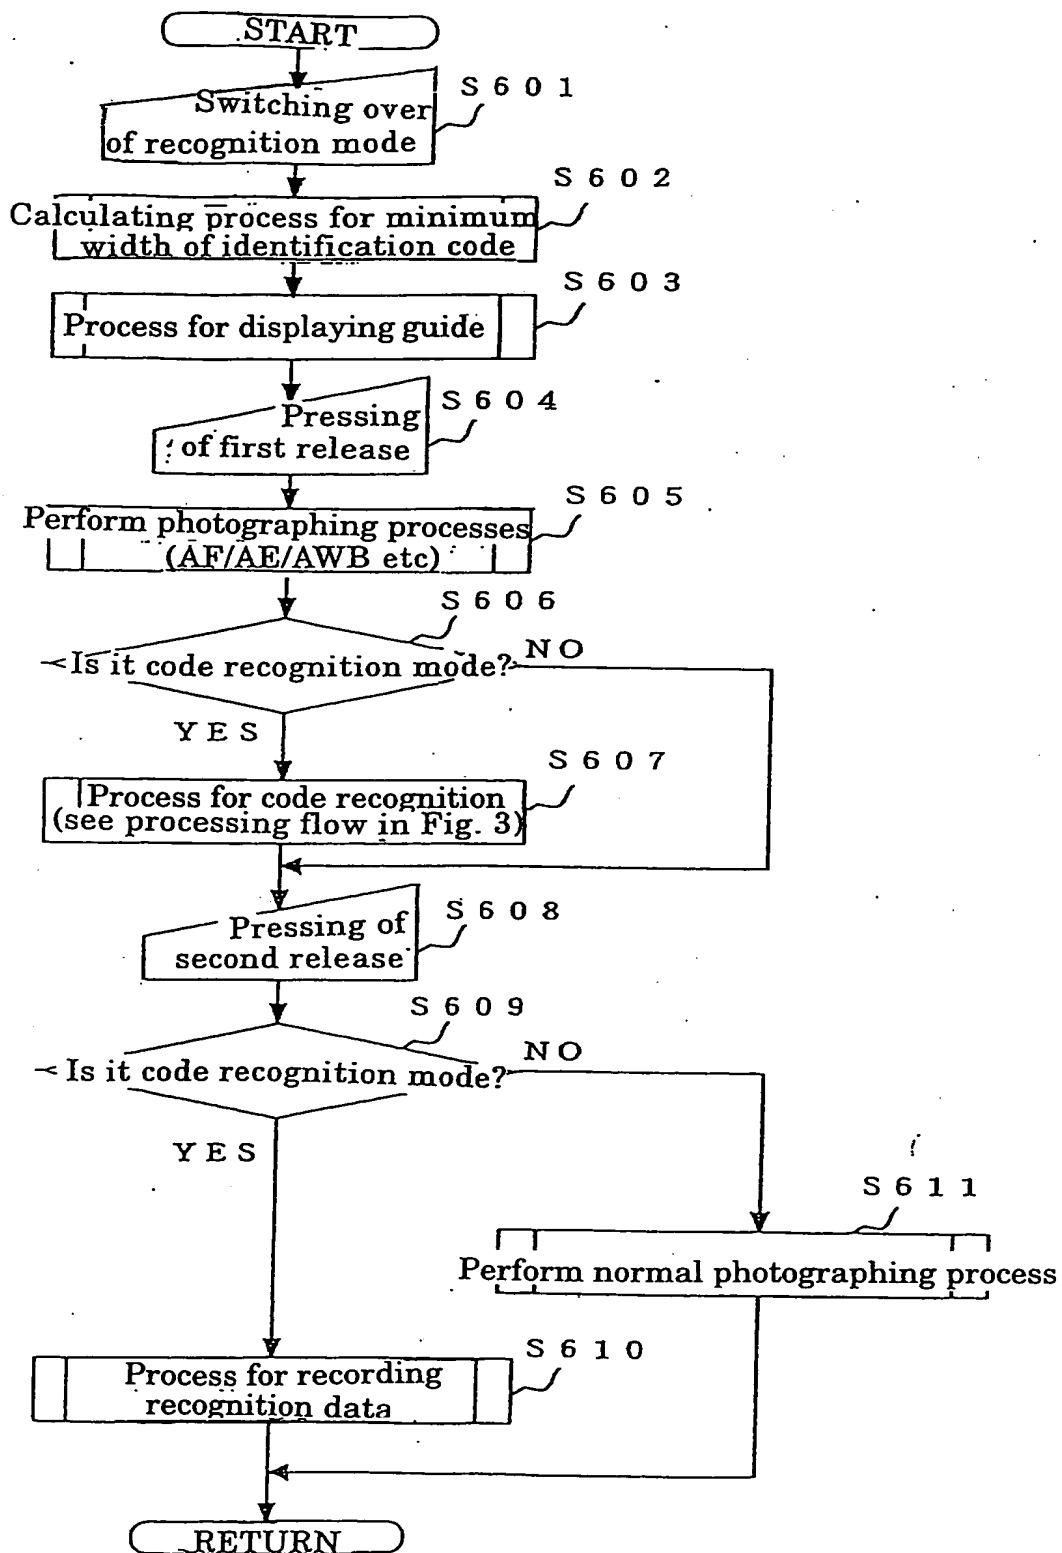 START
S601
Switching over
of recognition mode
S602
Calculating process for minimum
width of identification code
S603
Process for displaying guide
S604
Pressing
of first release
S605
Perform photographing processes
(AF/AE/AWB etc)
S606
Is it code recognition mode?
NO
YES
S607
Process for code recognition
(see processing flow in Fig. 3)
S608
Pressing of
second release
S609
Is it code recognition mode?
NO
YES
S611
Perform normal photographing process
S610
Process for recording
recognition data
RETURN